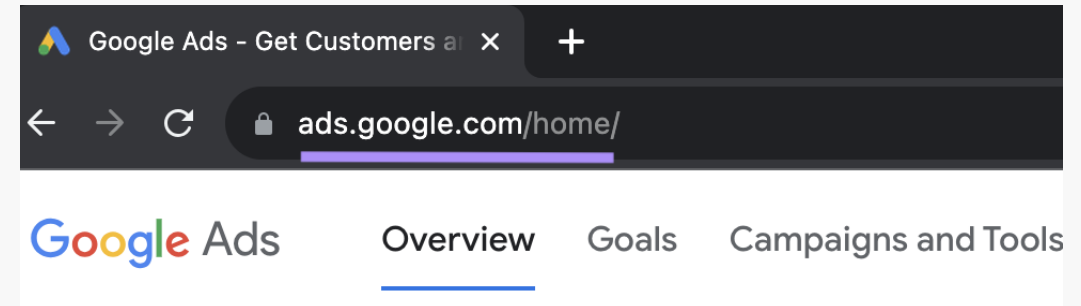 Google Ads - Get Customers a
ads.google.com/home/
Google Ads Overview Goals Campaigns and Tools